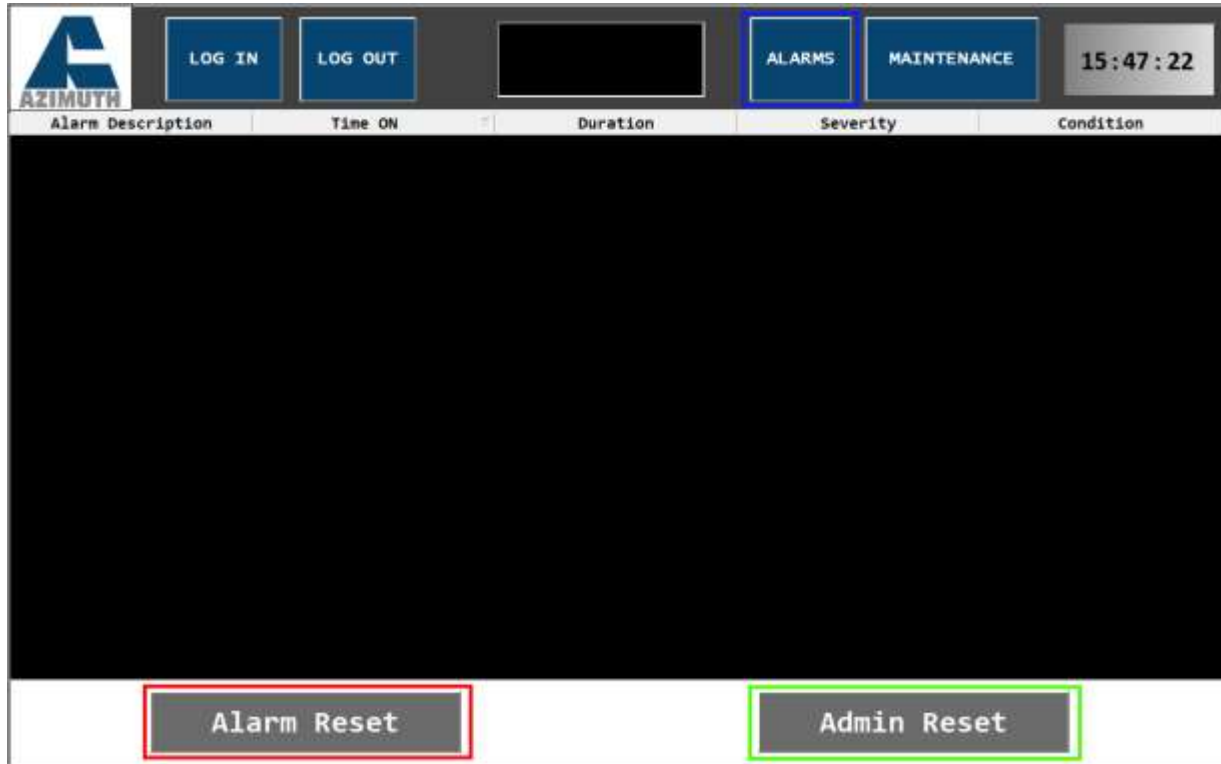 AZIMUTH
LOG IN
LOG OUT
ALARMS
MAINTENANCE
15:47:22
Alarm Description
Time ON
Duration
Severity
Condition
Alarm Reset
Admin Reset